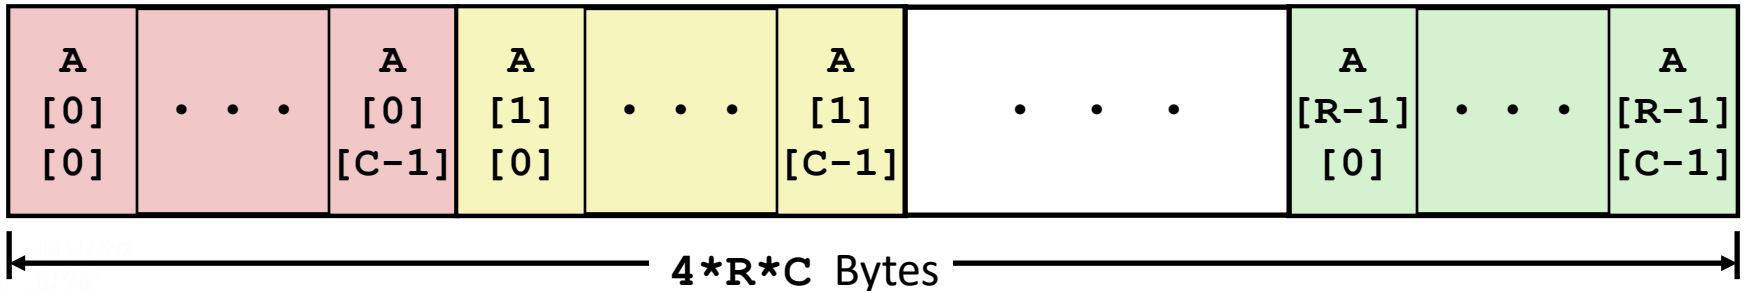 A A A A A A
[0] . . . [0] [1] . . . [1] . . . [R-1] . . . [R-1]
[0] [C-1] [0] [C-1] [0] [C-1]
4*R*C Bytes